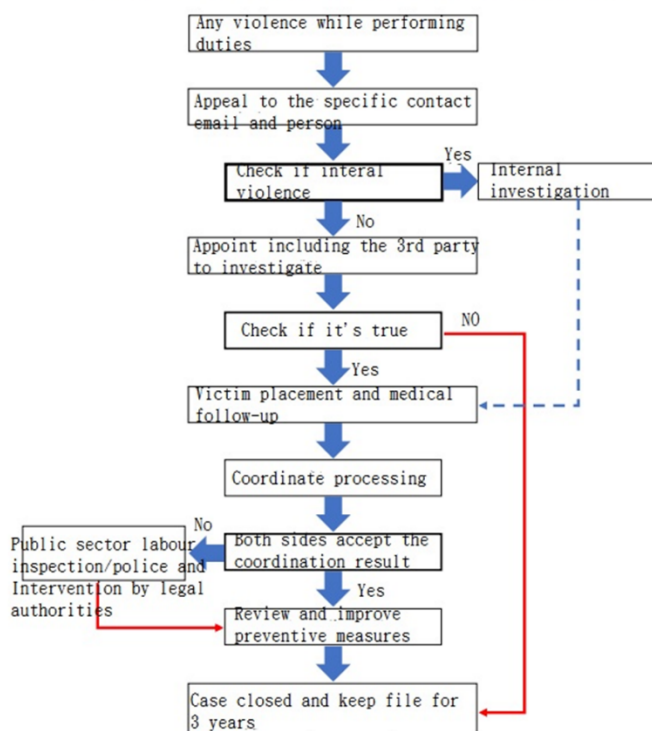 Any violence while performing
duties
Appeal to the specific contact
email and person
Check if interal
violence
Yes
Internal
investigation
No
Appoint including the 3rd party
to investigate
Check if it's true
NO
Yes
Victim placement and medical
follow-up
Coordinate processing
No
Both sides accept the
coordination result
Public sector labour
inspection/police and
Intervention by legal
authorities
Yes
Review and improve
preventive measures
Case closed and keep file for
3 years